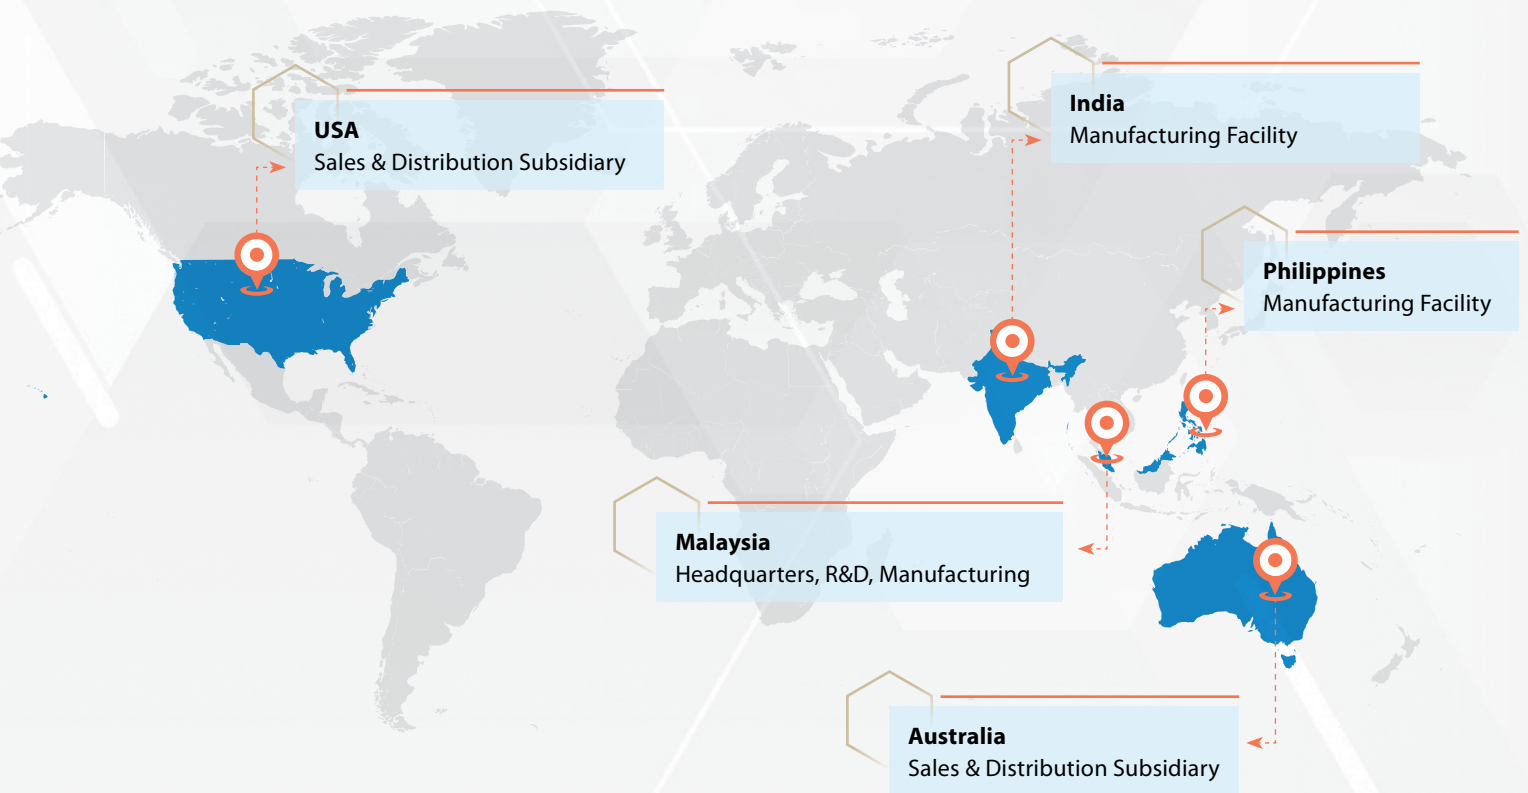 USA
Sales & Distribution Subsidiary
India
Manufacturing Facility
Philippines
Manufacturing Facility
Malaysia
Headquarters, R&D, Manufacturing
Australia
Sales & Distribution Subsidiary